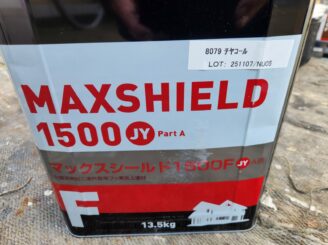 8079 チヤコール
LOT: 251107/NU05
MAXSHIELD
1500 JY Part A
マックスシールド1500F JY
F
13.5kg